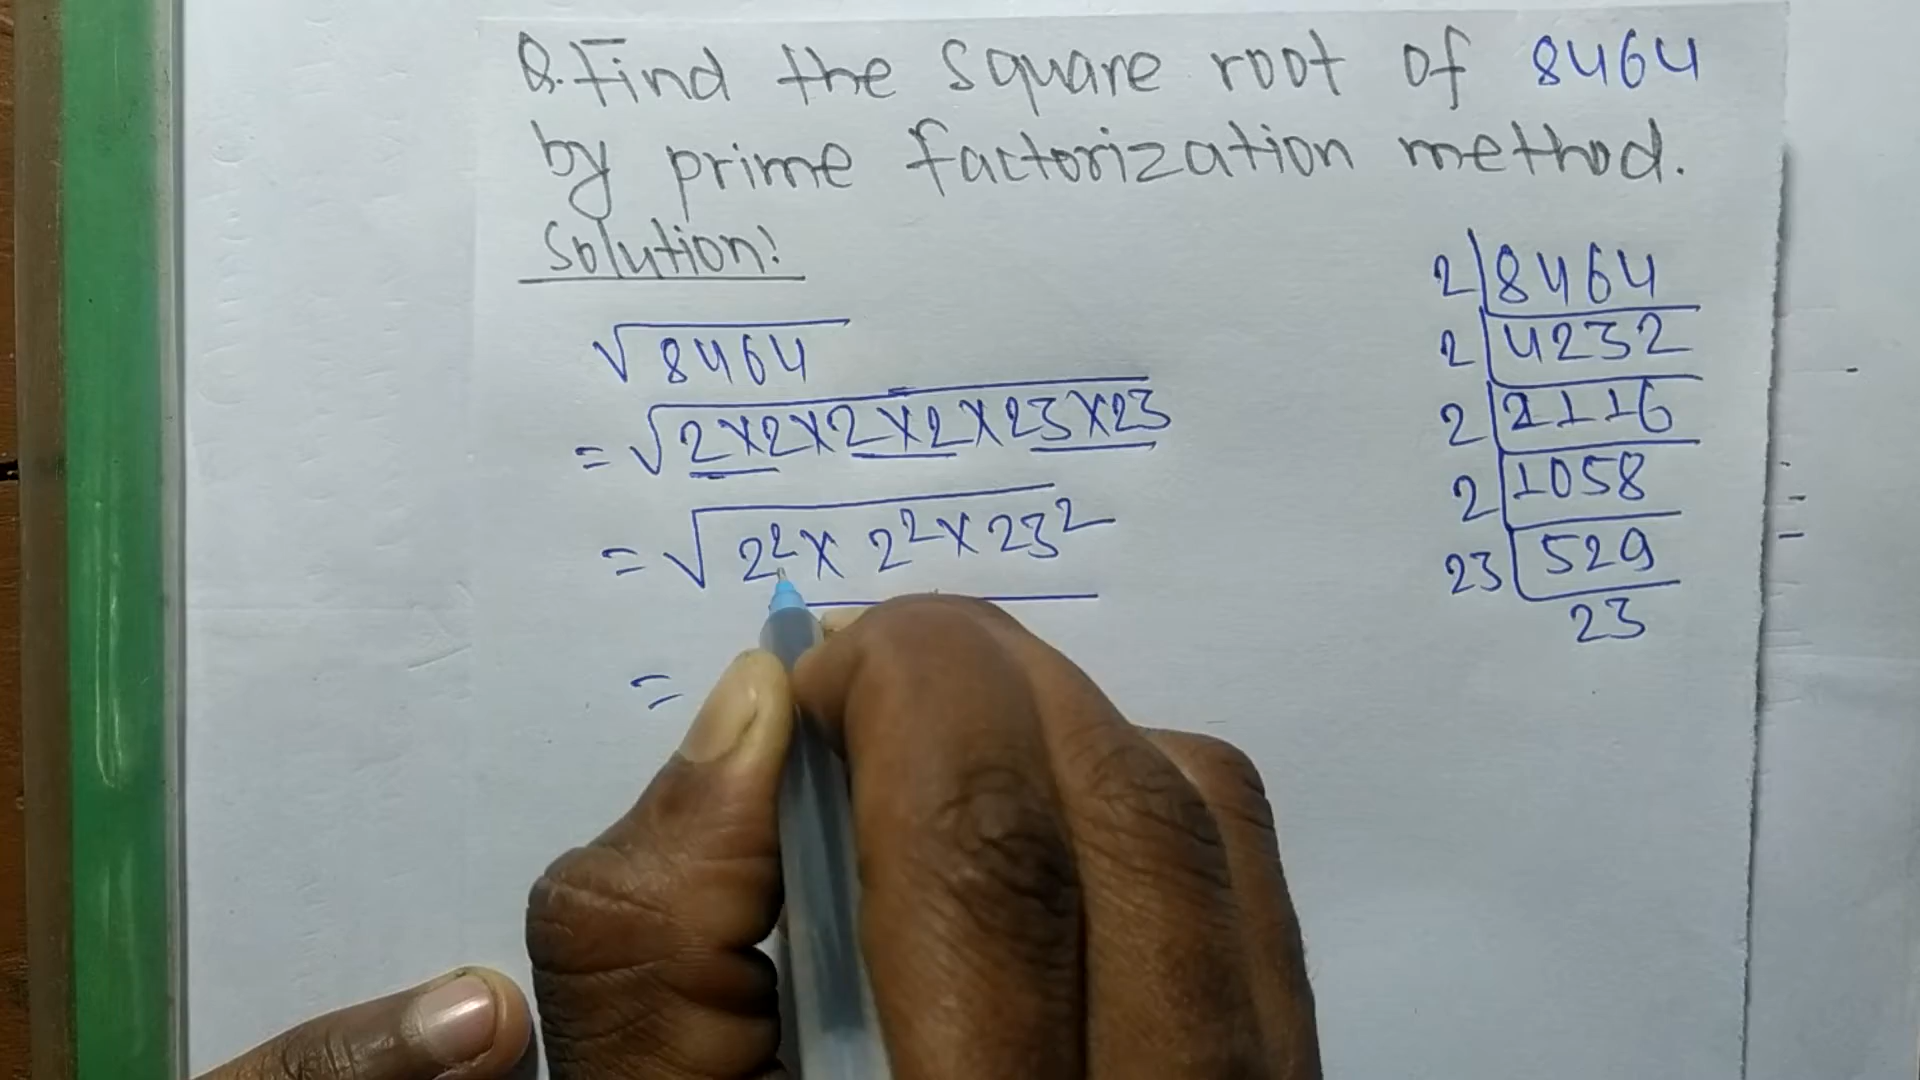 Q. Find the square root of 8464
by prime factorization method.
Solution:
√8464
= √2×2×2×2×23×23
= √2²× 2²×23²
=
2 8464
2 4232
2 2116
2 1058
23 529
23